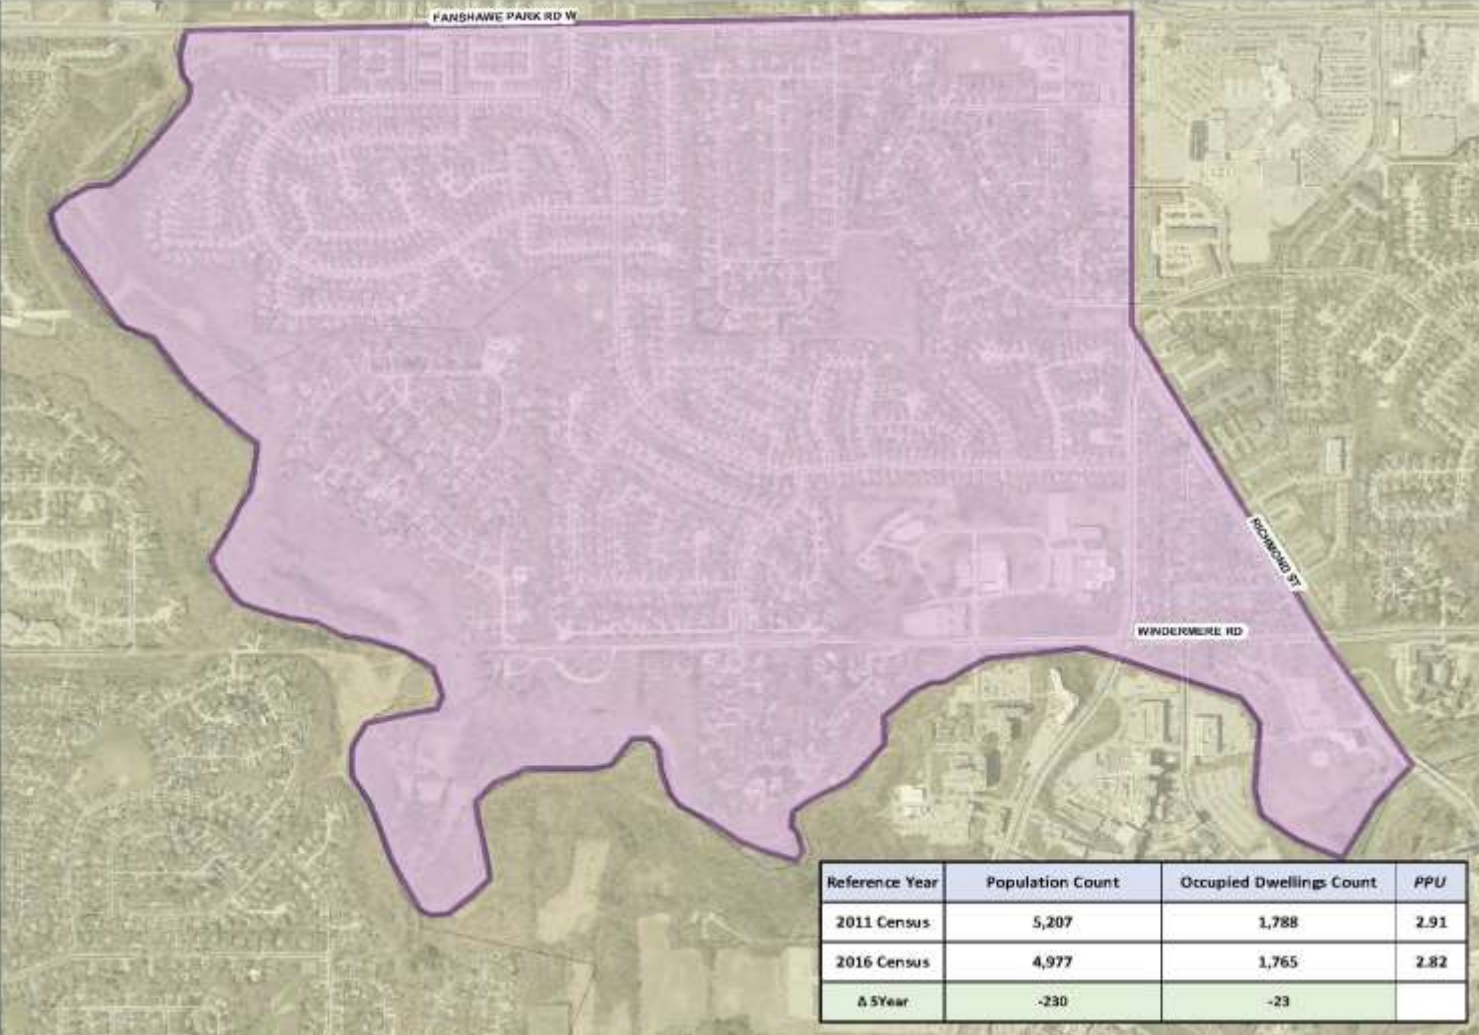 FANSHAWE PARK RD W
RICHMOND ST
WINDERMERE RD
Reference Year Population Count Occupied Dwellings Count PPU
2011 Census 5,207 1,788 2.91
2016 Census 4,977 1,765 2.82
Δ 5Year -230 -23